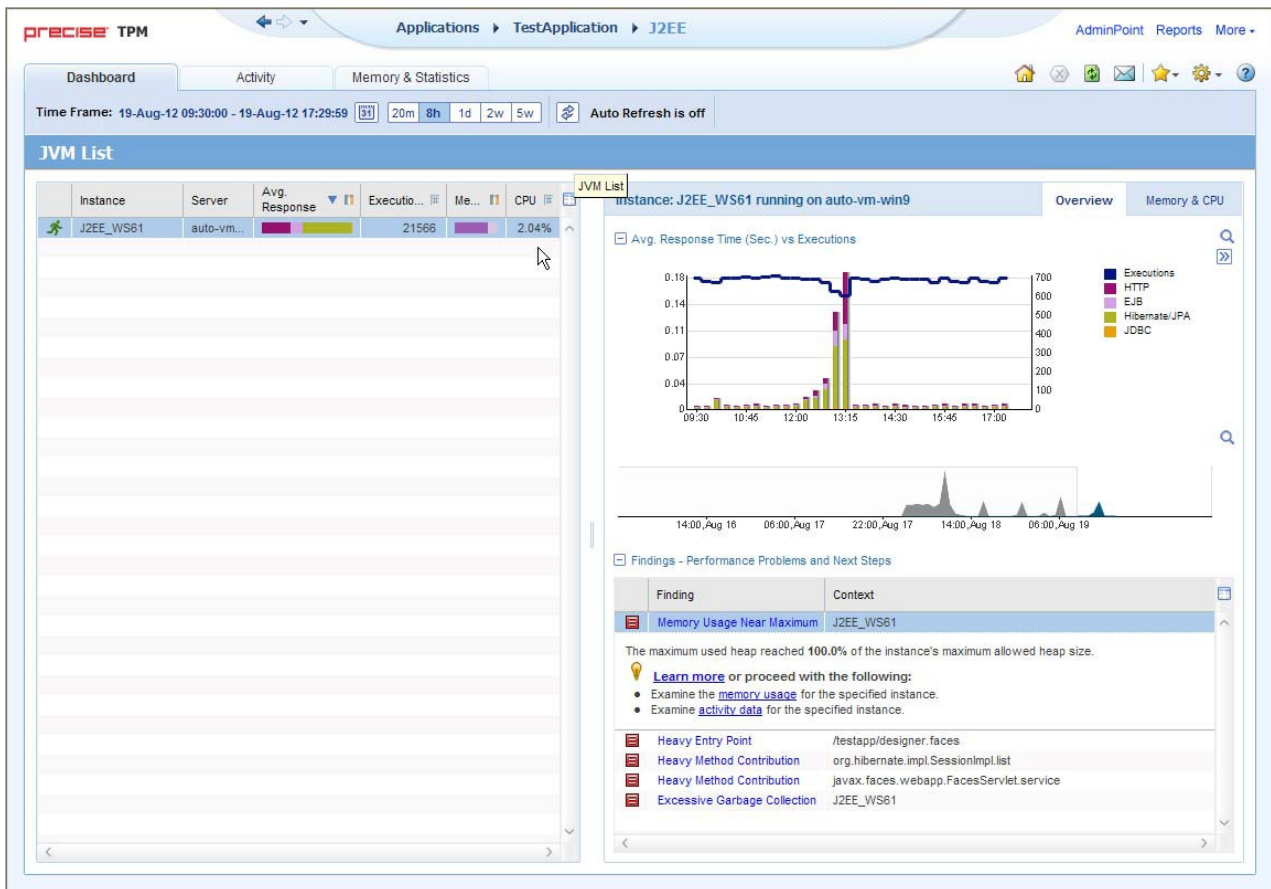 precise TPM
Applications TestApplication J2EE
AdminPoint Reports More
Dashboard Activity Memory & Statistics
Time Frame: 19-Aug-12 09:30:00 - 19-Aug-12 17:29:59 31 20m 8h 1d 2w 5w Auto Refresh is off
JVM List
JVM List
Instance Server Avg. Response Executio... Me... CPU
J2EE_WS61 auto-vm... 21566 2.04%
Instance: J2EE_WS61 running on auto-vm-win9
Overview Memory & CPU
Avg. Response Time (Sec.) vs Executions
0.18
0.14
0.11
0.07
0.04
0
700
600
500
400
300
200
100
0
09:30 10:45 12:00 13:15 14:30 15:45 17:00
Executions
HTTP
EJB
Hibernate/JPA
JDBC
14:00,Aug 16 06:00,Aug 17 22:00,Aug 17 14:00,Aug 18 06:00,Aug 19
Findings - Performance Problems and Next Steps
Finding Context
Memory Usage Near Maximum J2EE_WS61
The maximum used heap reached 100.0% of the instance's maximum allowed heap size.
Learn more or proceed with the following:
Examine the memory usage for the specified instance.
Examine activity data for the specified instance.
Heavy Entry Point /testapp/designer.faces
Heavy Method Contribution org.hibernate.impl.SessionImpl.list
Heavy Method Contribution javax.faces.webapp.FacesServlet.service
Excessive Garbage Collection J2EE_WS61